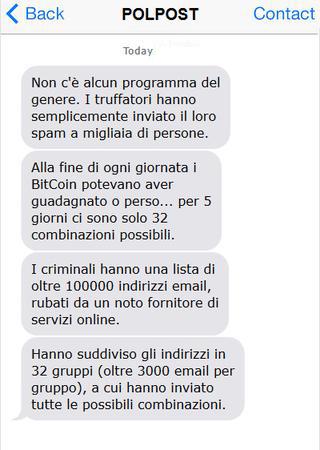 Back POLPOST Contact
Today
Non c'è alcun programma del
genere. I truffatori hanno
semplicemente inviato il loro
spam a migliaia di persone.
Alla fine di ogni giornata i
BitCoin potevano aver
guadagnato o perso... per 5
giorni ci sono solo 32
combinazioni possibili.
I criminali hanno una lista di
oltre 100000 indirizzi email,
rubati da un noto fornitore di
servizi online.
Hanno suddiviso gli indirizzi in
32 gruppi (oltre 3000 email per
gruppo), a cui hanno inviato
tutte le possibili combinazioni.